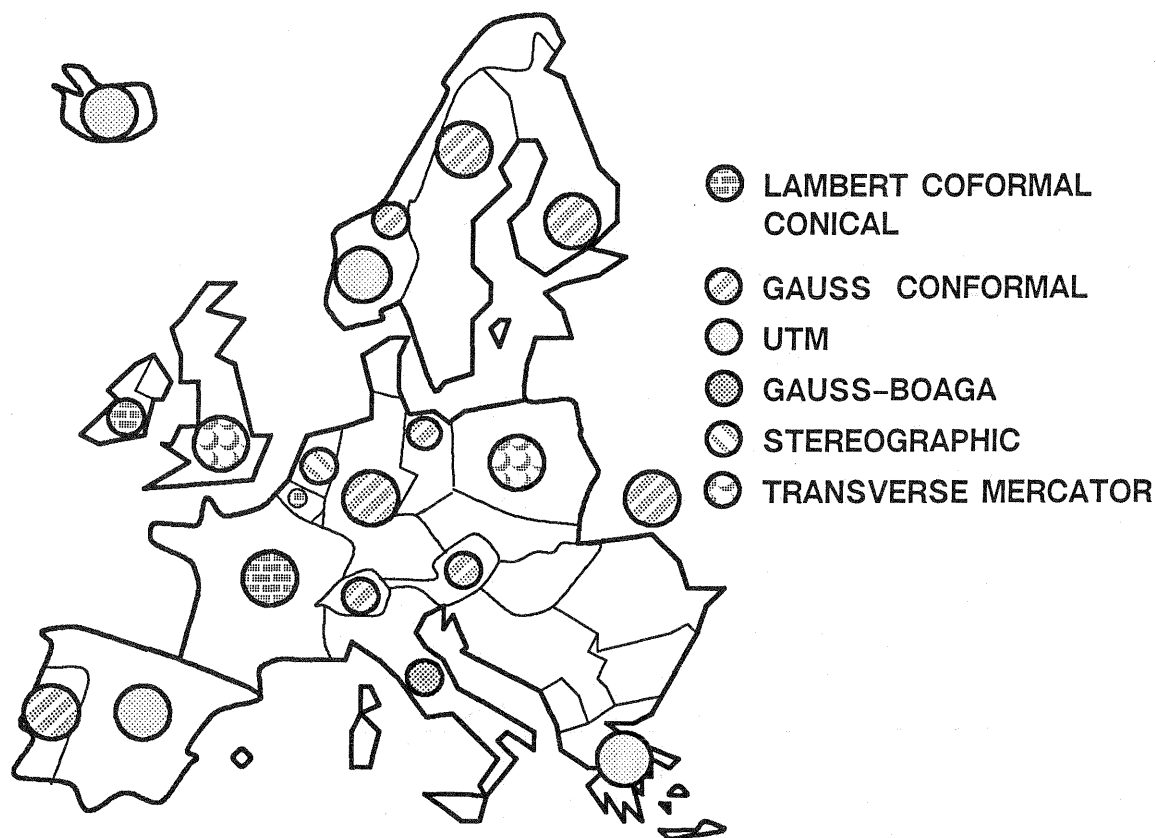 LAMBERT COFORMAL
CONICAL
GAUSS CONFORMAL
UTM
GAUSS-BOAGA
STEREOGRAPHIC
TRANSVERSE MERCATOR